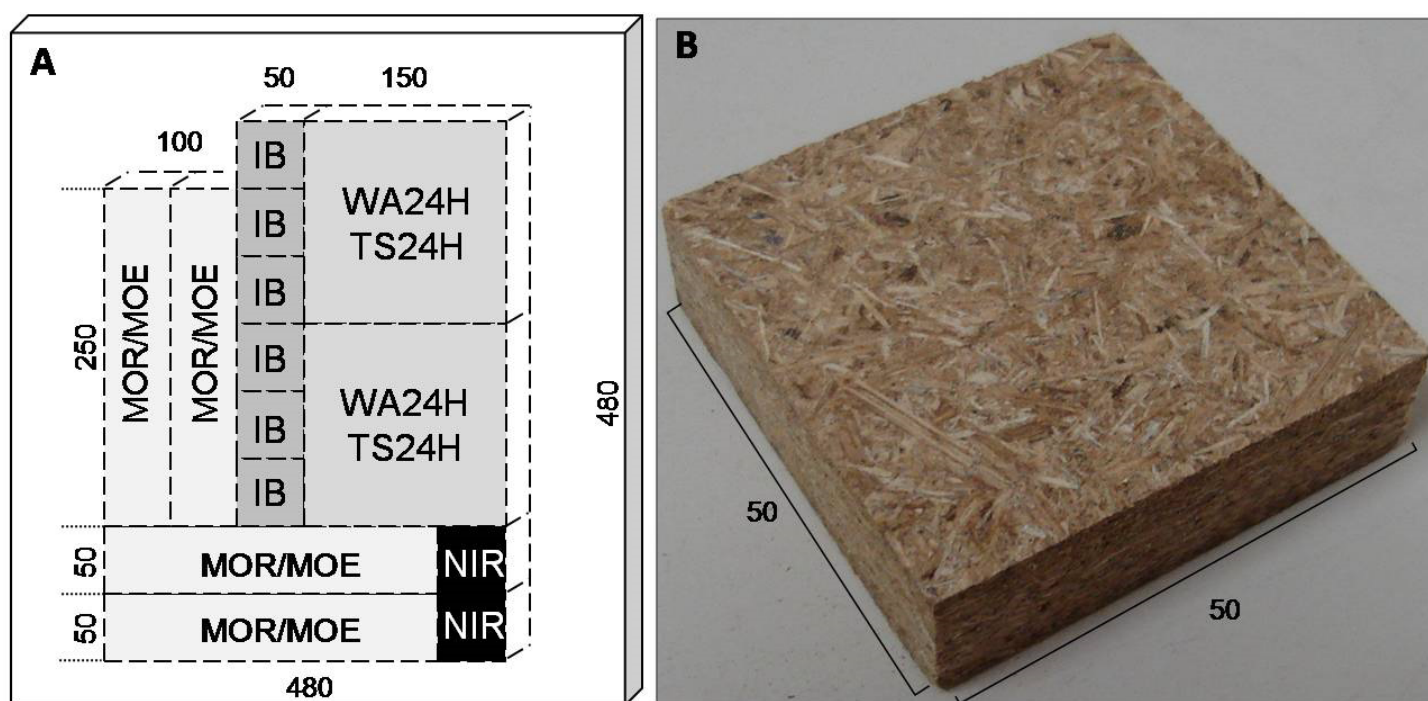 A
50 150
100
IB
IB
IB
IB
IB
IB
WA24H
TS24H
WA24H
TS24H
MOR/MOE
MOR/MOE
250
480
50
MOR/MOE
NIR
50
MOR/MOE
NIR
480
B
50
50